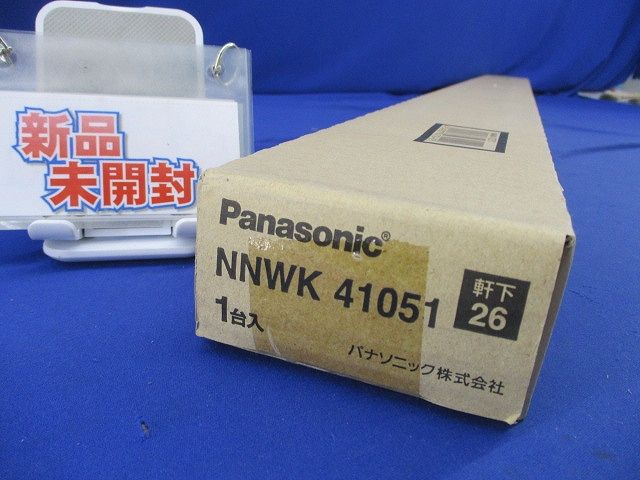 新品
未開封
Panasonic®
NNWK 41051
1台入
軒下
26
パナソニック株式会社